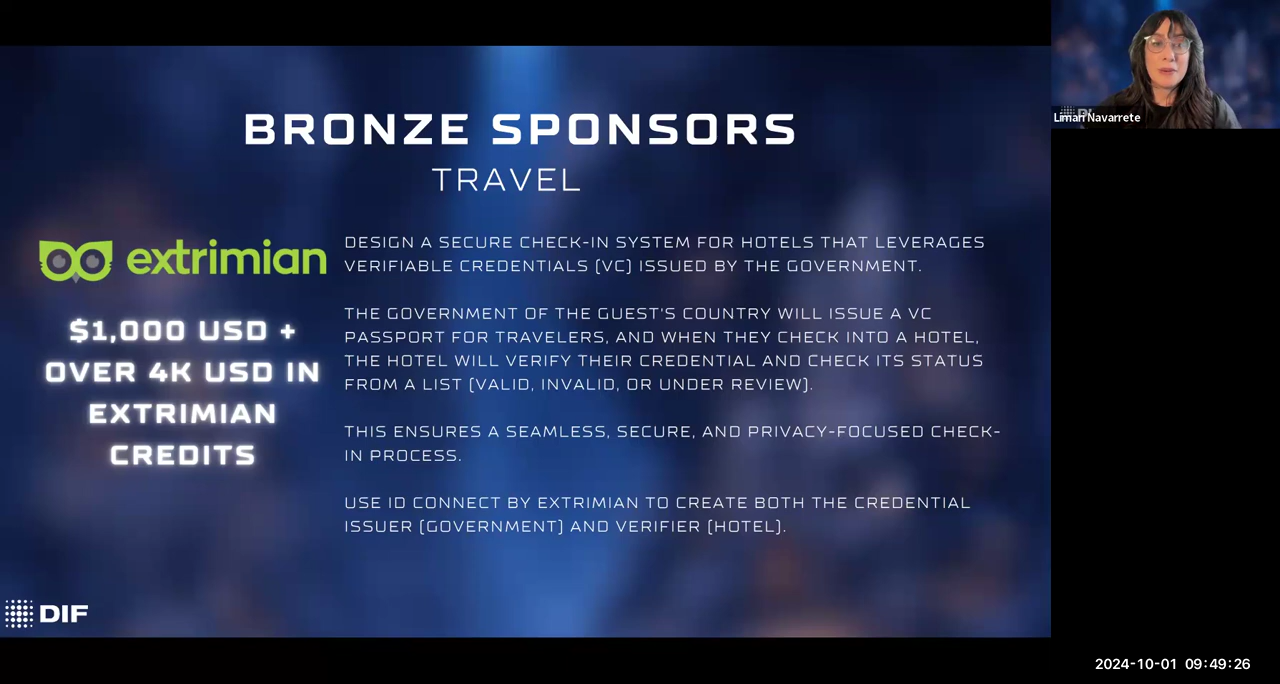 BRONZE SPONSORS
TRAVEL
extrimian
$1,000 USD +
OVER 4K USD IN
EXTRIMIAN
CREDITS
DESIGN A SECURE CHECK-IN SYSTEM FOR HOTELS THAT LEVERAGES
VERIFIABLE CREDENTIALS (VC) ISSUED BY THE GOVERNMENT.
THE GOVERNMENT OF THE GUEST'S COUNTRY WILL ISSUE A VC
PASSPORT FOR TRAVELERS, AND WHEN THEY CHECK INTO A HOTEL,
THE HOTEL WILL VERIFY THEIR CREDENTIAL AND CHECK ITS STATUS
FROM A LIST (VALID, INVALID, OR UNDER REVIEW).
THIS ENSURES A SEAMLESS, SECURE, AND PRIVACY-FOCUSED CHECK-
IN PROCESS.
USE ID CONNECT BY EXTRIMIAN TO CREATE BOTH THE CREDENTIAL
ISSUER (GOVERNMENT) AND VERIFIER (HOTEL).
DIF
Limari Navarrete
2024-10-01 09:49:26